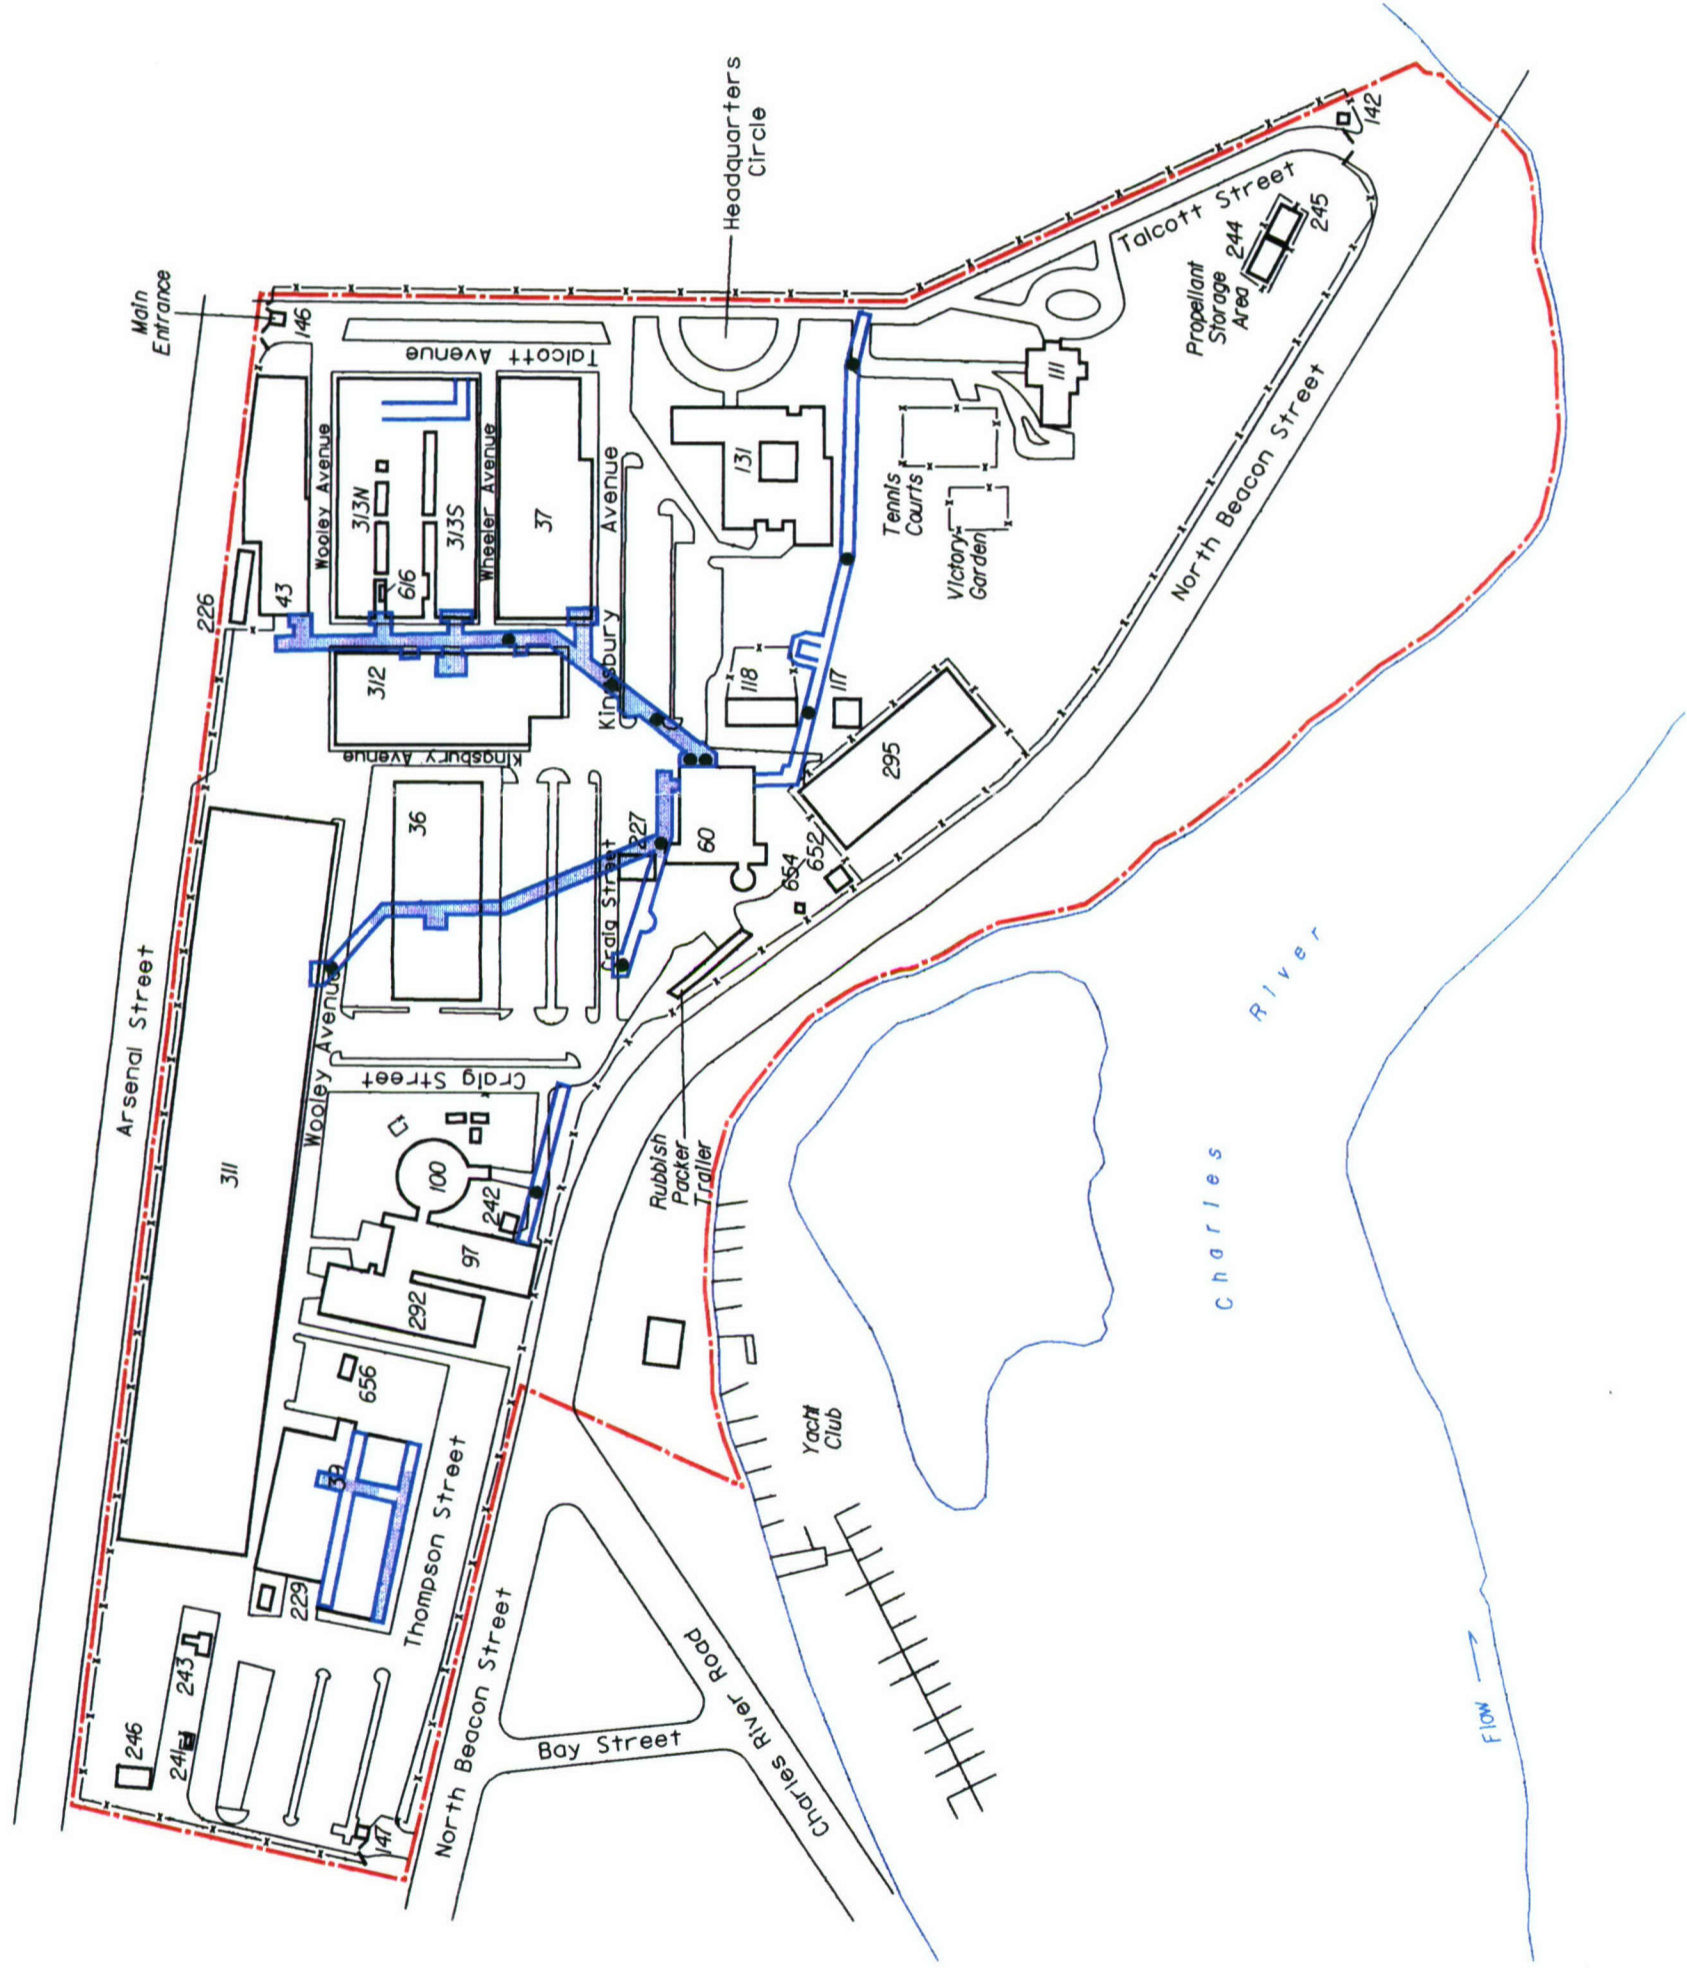 Main
Entrance
146
Headquarters
Circle
142
Talcott Street
244
245
Propellant
Storage
Area
Talcott
Avenue
Wooley Avenue
313N
313S
616
Wheeler Avenue
37
Kingsbury Avenue
131
111
Tennis
Courts
Victory
Garden
North Beacon Street
226
43
312
Kingsbury Avenue
118
117
295
36
227
60
652
654
Craig Street
Arsenal Street
311
Wooley Avenue
Craig Street
100
242
97
292
Rubbish
Packer
Trailer
656
39
229
Thompson Street
243
241
246
147
North Beacon Street
Bay Street
Charles River Road
Yacht
Club
Charles
River
Flow